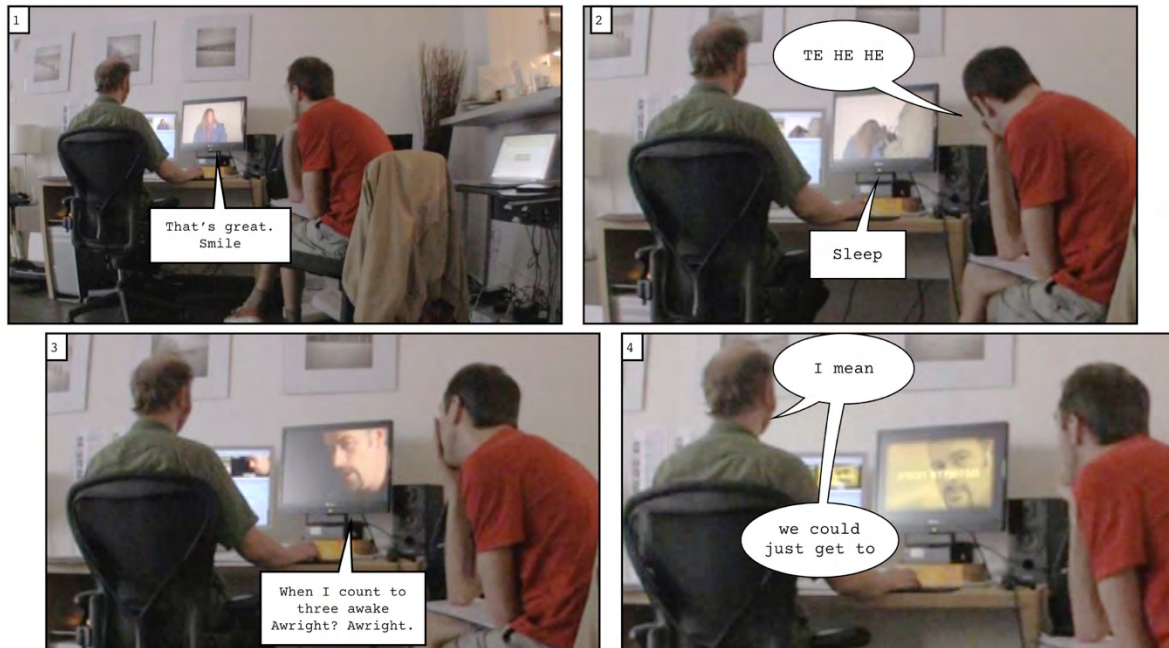 1
That's great.
Smile
2
TE HE HE
Sleep
3
When I count to
three awake
Awright? Awright.
4
I mean
we could
just get to